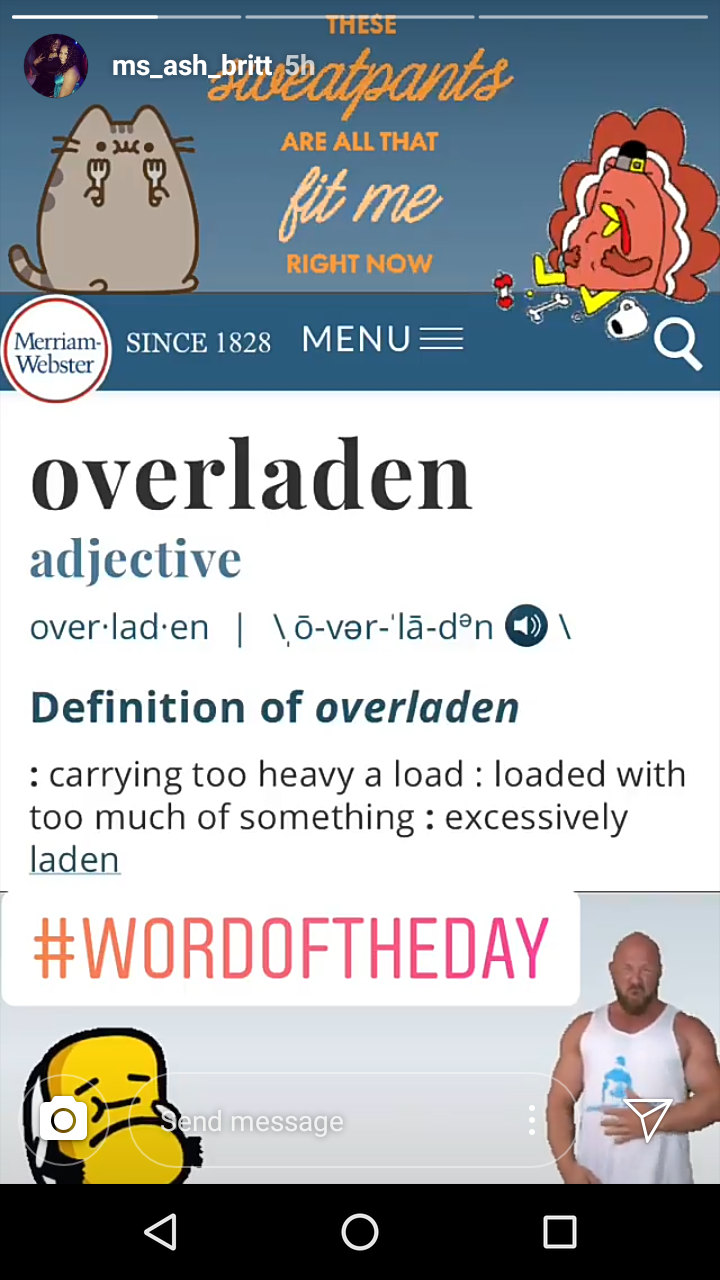 THESE
ms_ash_britt 5h
sweatpants
ARE ALL THAT
fit me
RIGHT NOW
Merriam-
Webster
SINCE 1828 MENU
overladen
adjective
over·lad·en | \ˌō-vər-ˈlā-dᵊn \
Definition of overladen
: carrying too heavy a load : loaded with
too much of something : excessively
laden
#WORDOFTHEDAY
Send message